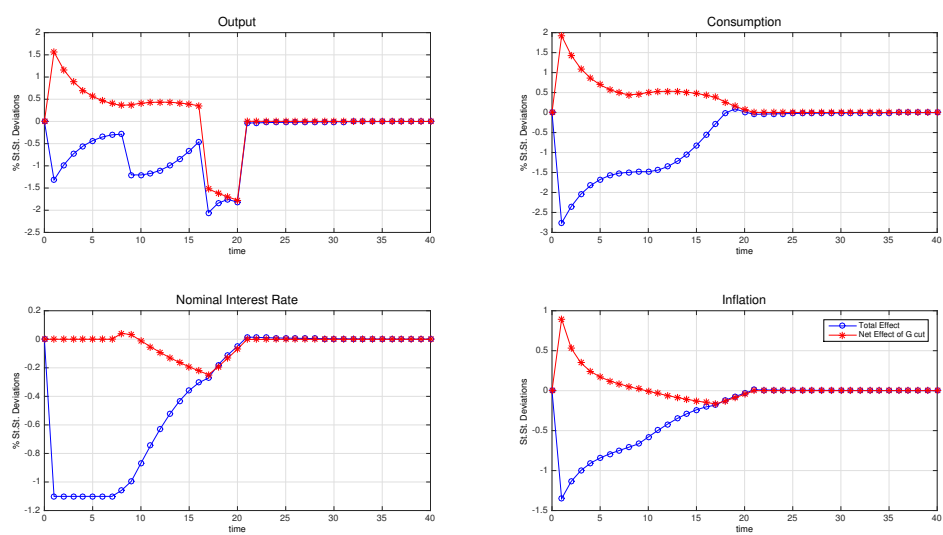 Output
% St.St. Deviations
2
1.5
1
0.5
0
-0.5
-1
-1.5
-2
-2.5
0 5 10 15 20 25 30 35 40
time
Consumption
% St.St. Deviations
2
1.5
1
0.5
0
-0.5
-1
-1.5
-2
-2.5
-3
0 5 10 15 20 25 30 35 40
time
Nominal Interest Rate
% St.St. Deviations
0.2
0
-0.2
-0.4
-0.6
-0.8
-1
-1.2
0 5 10 15 20 25 30 35 40
time
Inflation
St.St. Deviations
1
0.5
0
-0.5
-1
-1.5
0 5 10 15 20 25 30 35 40
time
Total Effect
Net Effect of G cut